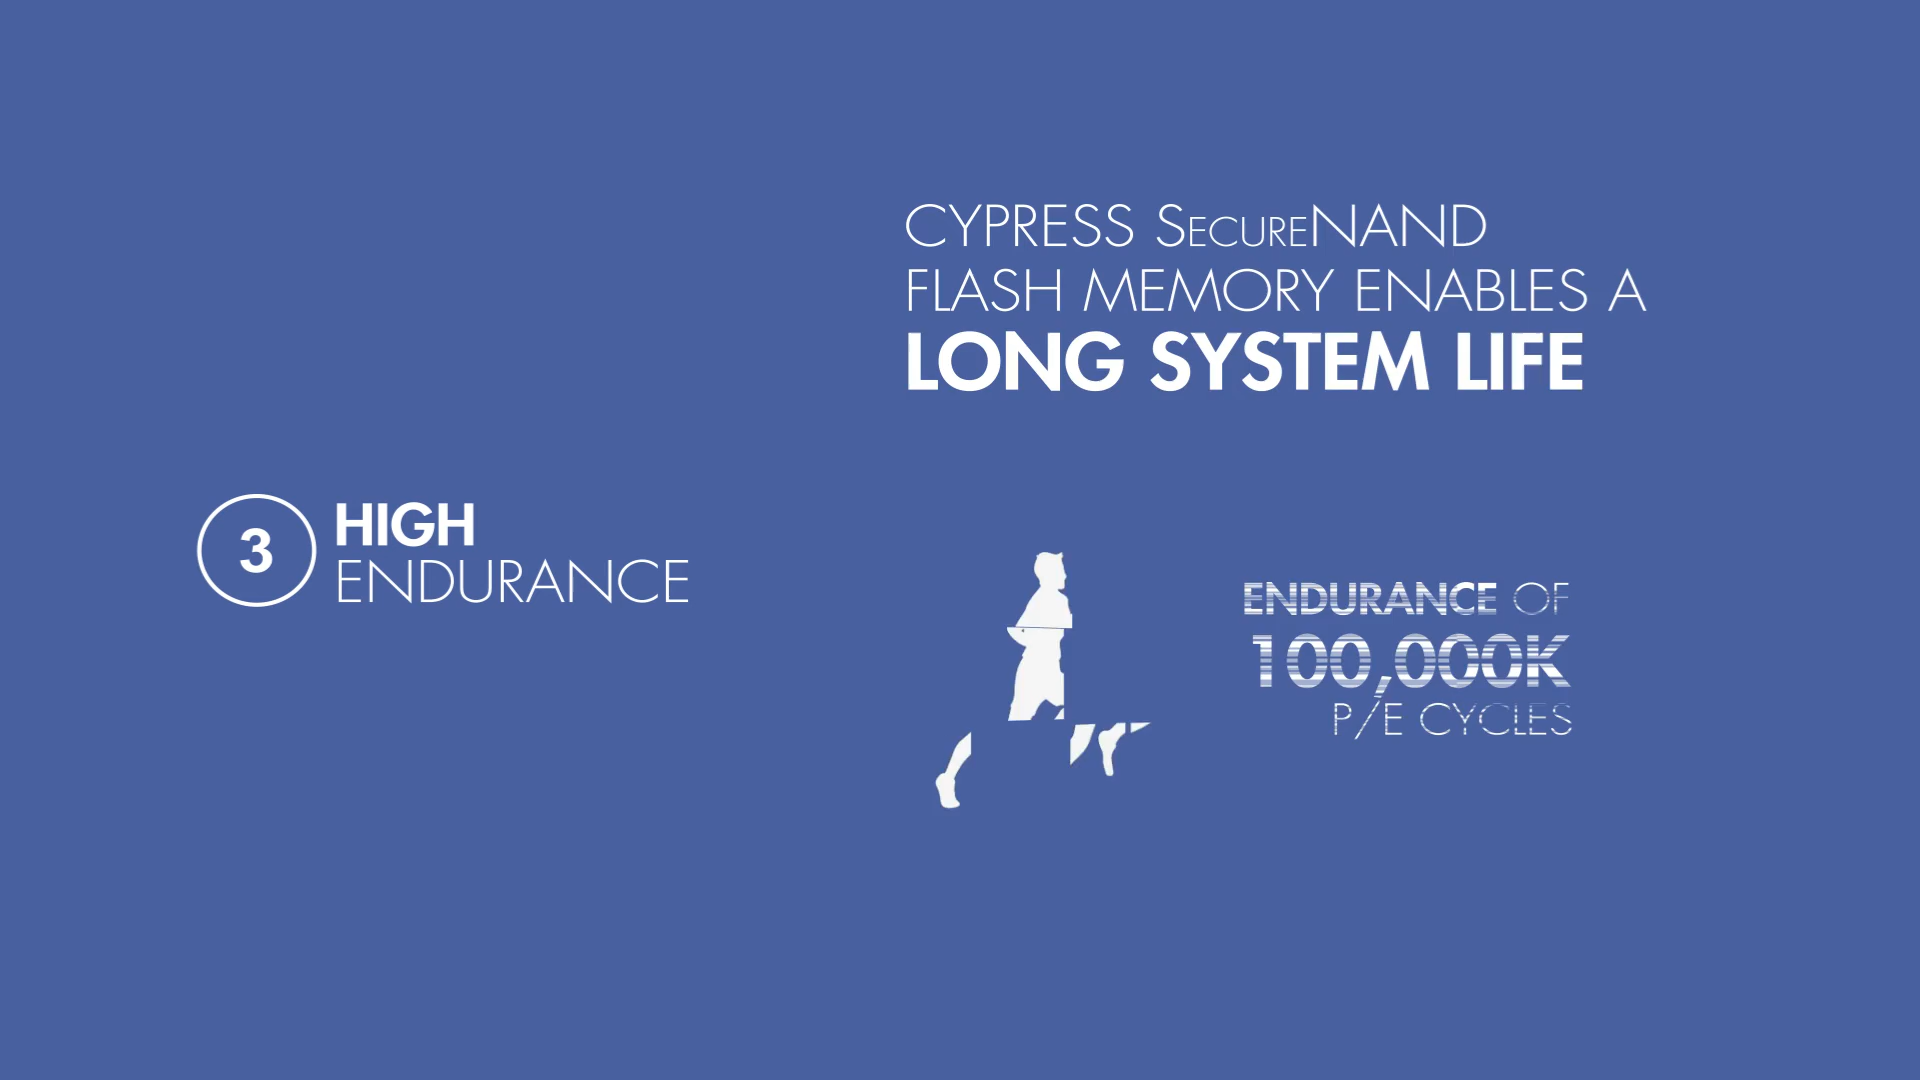 CYPRESS SECURENAND
FLASH MEMORY ENABLES A
LONG SYSTEM LIFE
3
HIGH
ENDURANCE
ENDURANCE OF
100,000K
P/E CYCLES